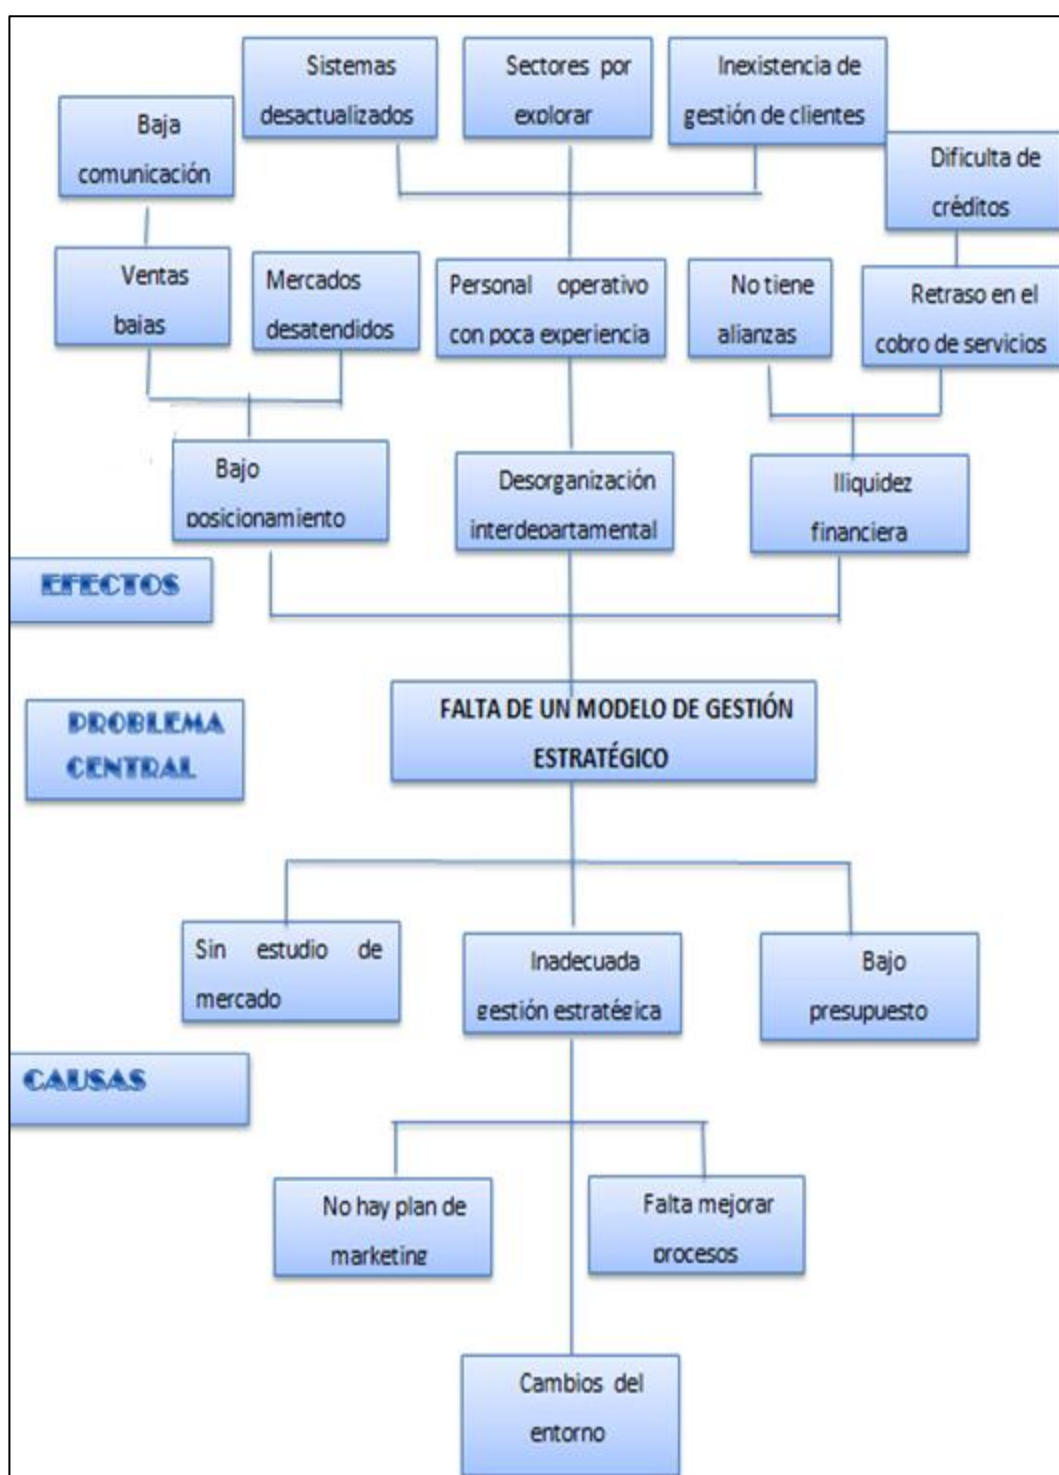 Sistemas
desactualizados
Sectores por
explorar
Inexistencia de
gestión de clientes
Baja
comunicación
Dificulta de
créditos
Ventas
bajas
Mercados
desatendidos
Personal operativo
con poca experiencia
No tiene
alianzas
Retraso en el
cobro de servicios
Bajo
posicionamiento
Desorganización
interdepartamental
Iliquidez
financiera
EFECTOS
PROBLEMA
CENTRAL
FALTA DE UN MODELO DE GESTIÓN
ESTRATÉGICO
Sin estudio de
mercado
Inadecuada
gestión estratégica
Bajo
presupuesto
CAUSAS
No hay plan de
marketing
Falta mejorar
procesos
Cambios del
entorno